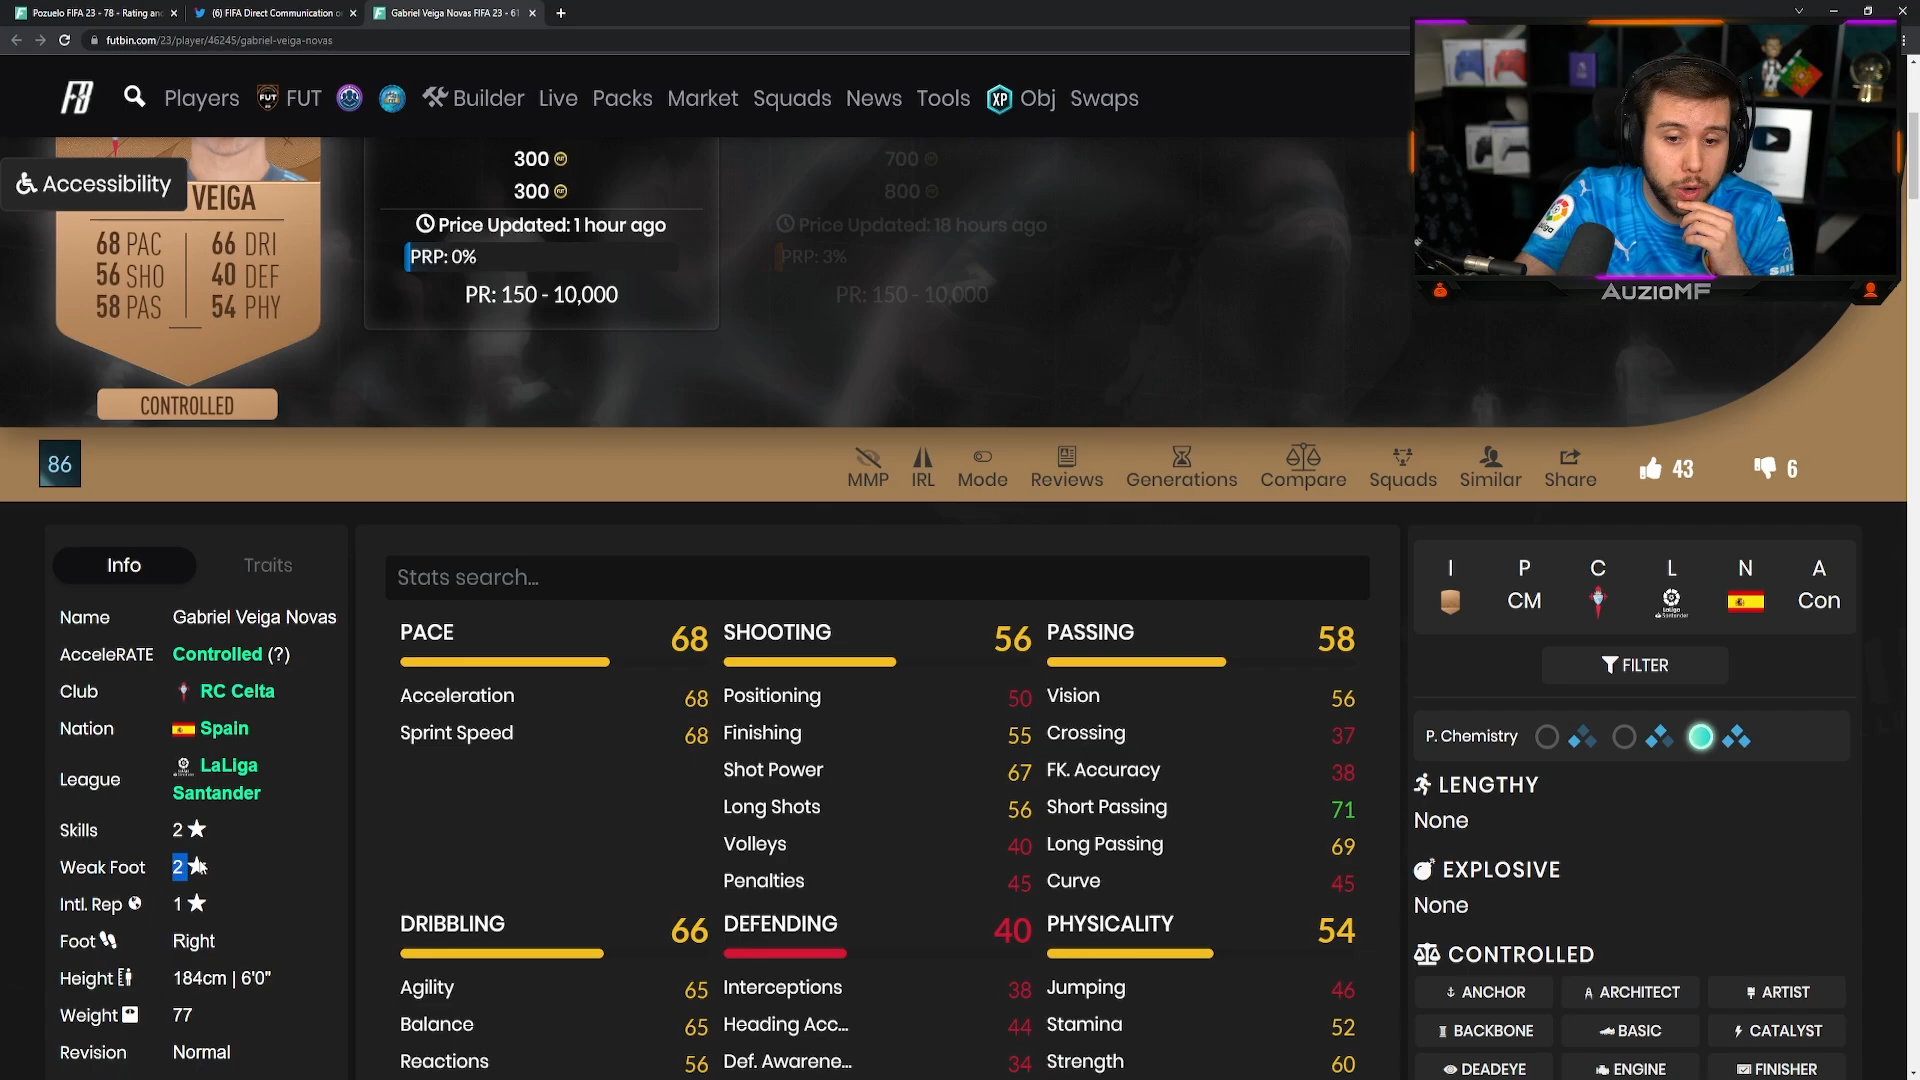 Pozuelo FIFA 23 - 78 - Rating an
(6) FIFA Direct Communication o
Gabriel Veiga Novas FIFA 23 - 61
futbin.com/23/player/46245/gabriel-veiga-novas
Players FUT Builder Live Packs Market Squads News Tools XP Obj Swaps
Accessibility
VEIGA
68 PAC 66 DRI
56 SHO 40 DEF
58 PAS 54 PHY
CONTROLLED
300
300
Price Updated: 1 hour ago
PRP: 0%
PR: 150 - 10,000
700
800
Price Updated: 18 hours ago
PRP: 3%
PR: 150 - 10,000
AUZIOMF
86
MMP IRL Mode Reviews Generations Compare Squads Similar Share 43 6
Info Traits
Name Gabriel Veiga Novas
AcceleRATE Controlled (?)
Club RC Celta
Nation Spain
League LaLiga
Santander
Skills 2
Weak Foot 2
Intl. Rep 1
Foot Right
Height 184cm | 6'0"
Weight 77
Revision Normal
Stats search...
PACE 68
Acceleration 68
Sprint Speed 68
SHOOTING 56
Positioning 50
Finishing 55
Shot Power 67
Long Shots 56
Volleys 40
Penalties 45
PASSING 58
Vision 56
Crossing 37
FK. Accuracy 38
Short Passing 71
Long Passing 69
Curve 45
DRIBBLING 66
Agility 65
Balance 65
Reactions 56
DEFENDING 40
Interceptions 38
Heading Acc... 44
Def. Awarene... 34
PHYSICALITY 54
Jumping 46
Stamina 52
Strength 60
I P C L N A
CM Con
FILTER
P. Chemistry
LENGTHY
None
EXPLOSIVE
None
CONTROLLED
ANCHOR ARCHITECT ARTIST
BACKBONE BASIC CATALYST
DEADEYE ENGINE FINISHER